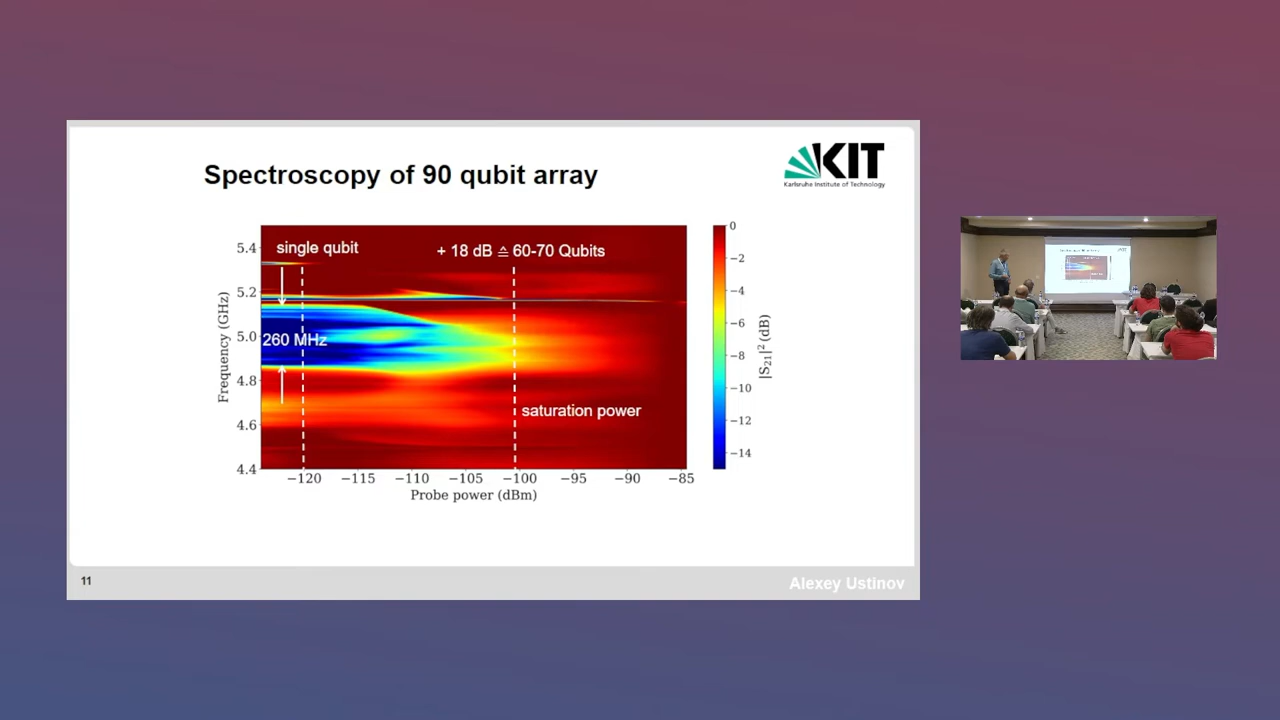 Spectroscopy of 90 qubit array
KIT
Karlsruhe Institute of Technology
single qubit
+ 18 dB ≙ 60-70 Qubits
260 MHz
saturation power
Frequency (GHz)
5.4
5.2
5.0
4.8
4.6
4.4
−120
−115
−110
−105
−100
−95
−90
−85
Probe power (dBm)
0
−2
−4
−6
−8
−10
−12
−14
|S21|² (dB)
11
Alexey Ustinov